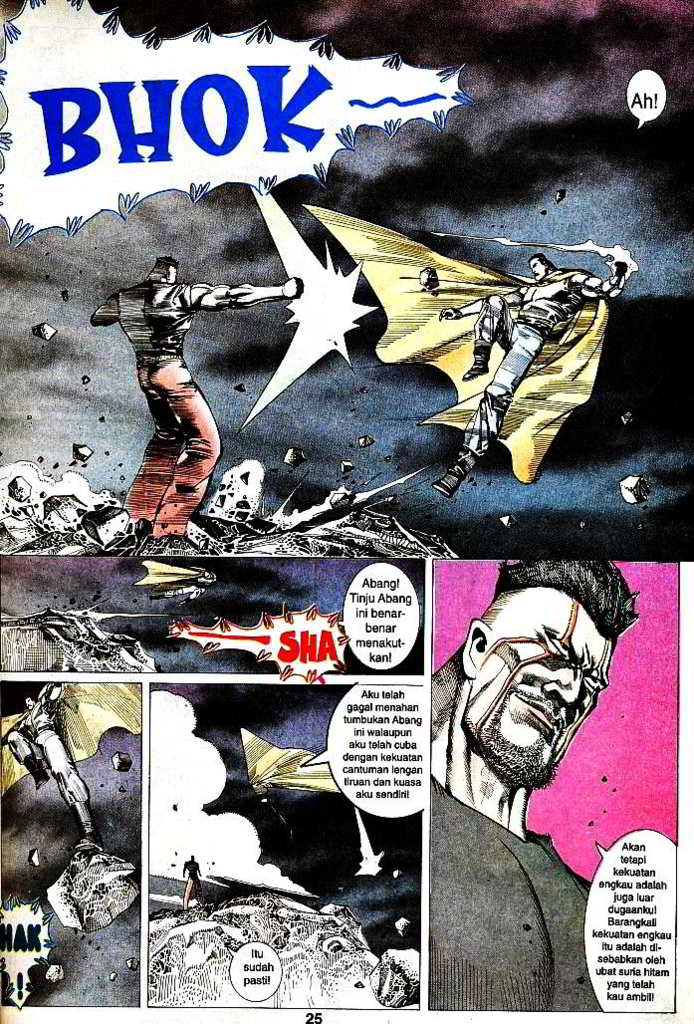 BHOK
Ah!
Abang!
Tinju Abang
ini benar-
benar
menakut-
kan!
SHA
Aku telah
gagal menahan
tumbukan Abang
ini walaupun
aku telah cuba
dengan kekuatan
cantuman lengan
tiruan dan kuasa
aku sendiri!
HAK
!
Itu
sudah
pasti!
Akan
tetapi
kekuatan
engkau adalah
juga luar
dugaanku!
Barangkali
kekuatan engkau
itu adalah di-
sebabkan oleh
ubat suria hitam
yang telah
kau ambil!
25